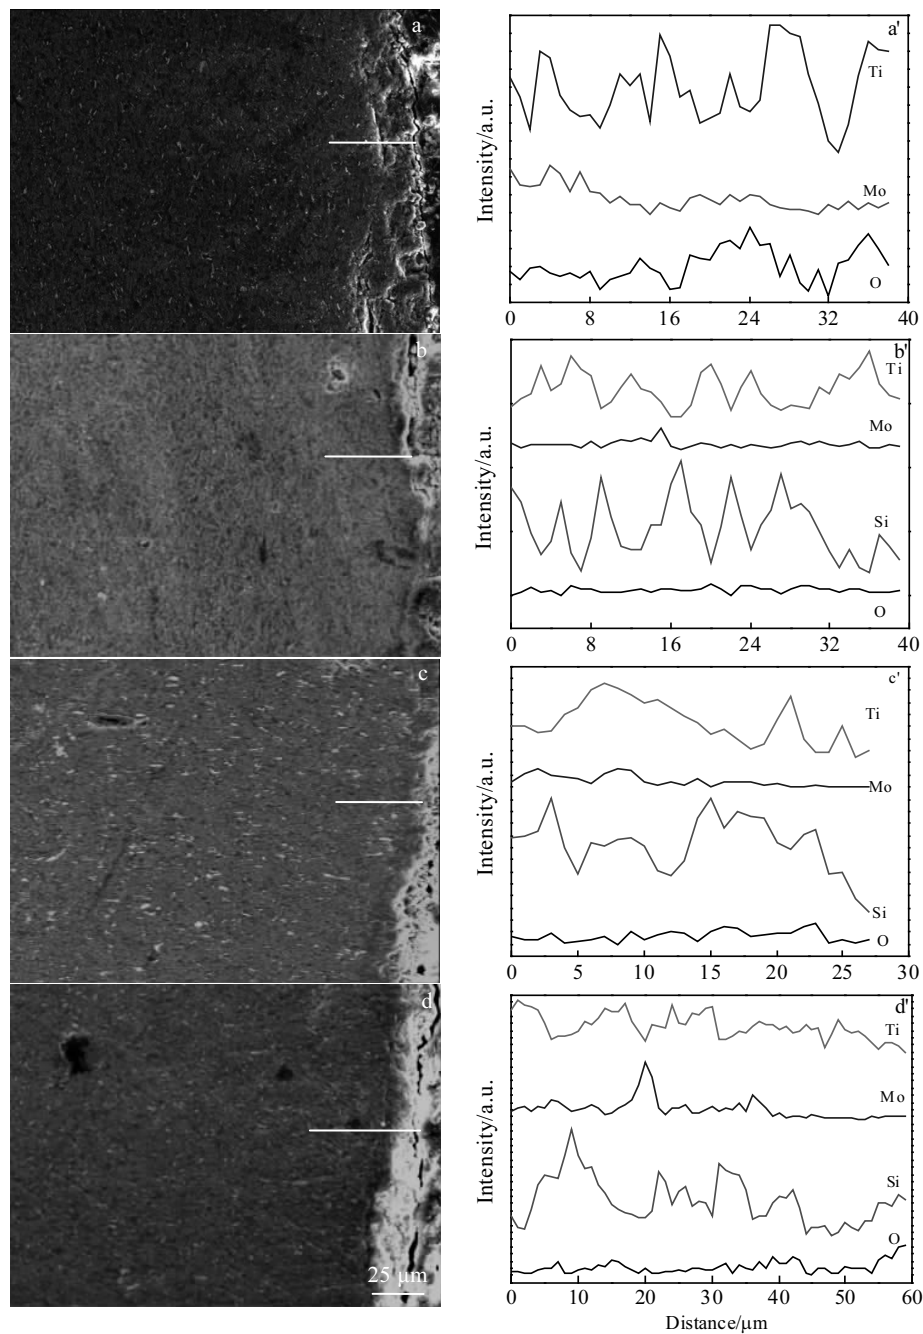 a
a'
Intensity/a.u.
Ti
Mo
O
0 8 16 24 32 40
b
b'
Intensity/a.u.
Ti
Mo
Si
O
0 8 16 24 32 40
c
c'
Intensity/a.u.
Ti
Mo
Si
O
0 5 10 15 20 25 30
d
d'
Intensity/a.u.
Ti
Mo
Si
O
25 μm
0 10 20 30 40 50 60
Distance/μm